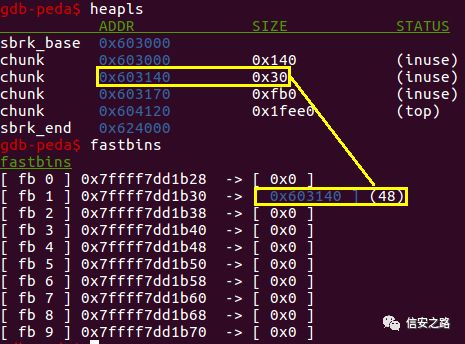 gdb-peda$ heapls
ADDR SIZE STATUS
sbrk_base 0x603000
chunk 0x603000 0x140 (inuse)
chunk 0x603140 0x30 (inuse)
chunk 0x603170 0xfb0 (inuse)
chunk 0x604120 0x1fee0 (top)
sbrk_end 0x624000
gdb-peda$ fastbins
fastbins
[ fb 0 ] 0x7ffff7dd1b28 -> [ 0x0 ]
[ fb 1 ] 0x7ffff7dd1b30 -> [ 0x603140 ] (48)
[ fb 2 ] 0x7ffff7dd1b38 -> [ 0x0 ]
[ fb 3 ] 0x7ffff7dd1b40 -> [ 0x0 ]
[ fb 4 ] 0x7ffff7dd1b48 -> [ 0x0 ]
[ fb 5 ] 0x7ffff7dd1b50 -> [ 0x0 ]
[ fb 6 ] 0x7ffff7dd1b58 -> [ 0x0 ]
[ fb 7 ] 0x7ffff7dd1b60 -> [ 0x0 ]
[ fb 8 ] 0x7ffff7dd1b68 -> [ 0x0 ]
[ fb 9 ] 0x7ffff7dd1b70 -> [ 0x0 ]
信安之路